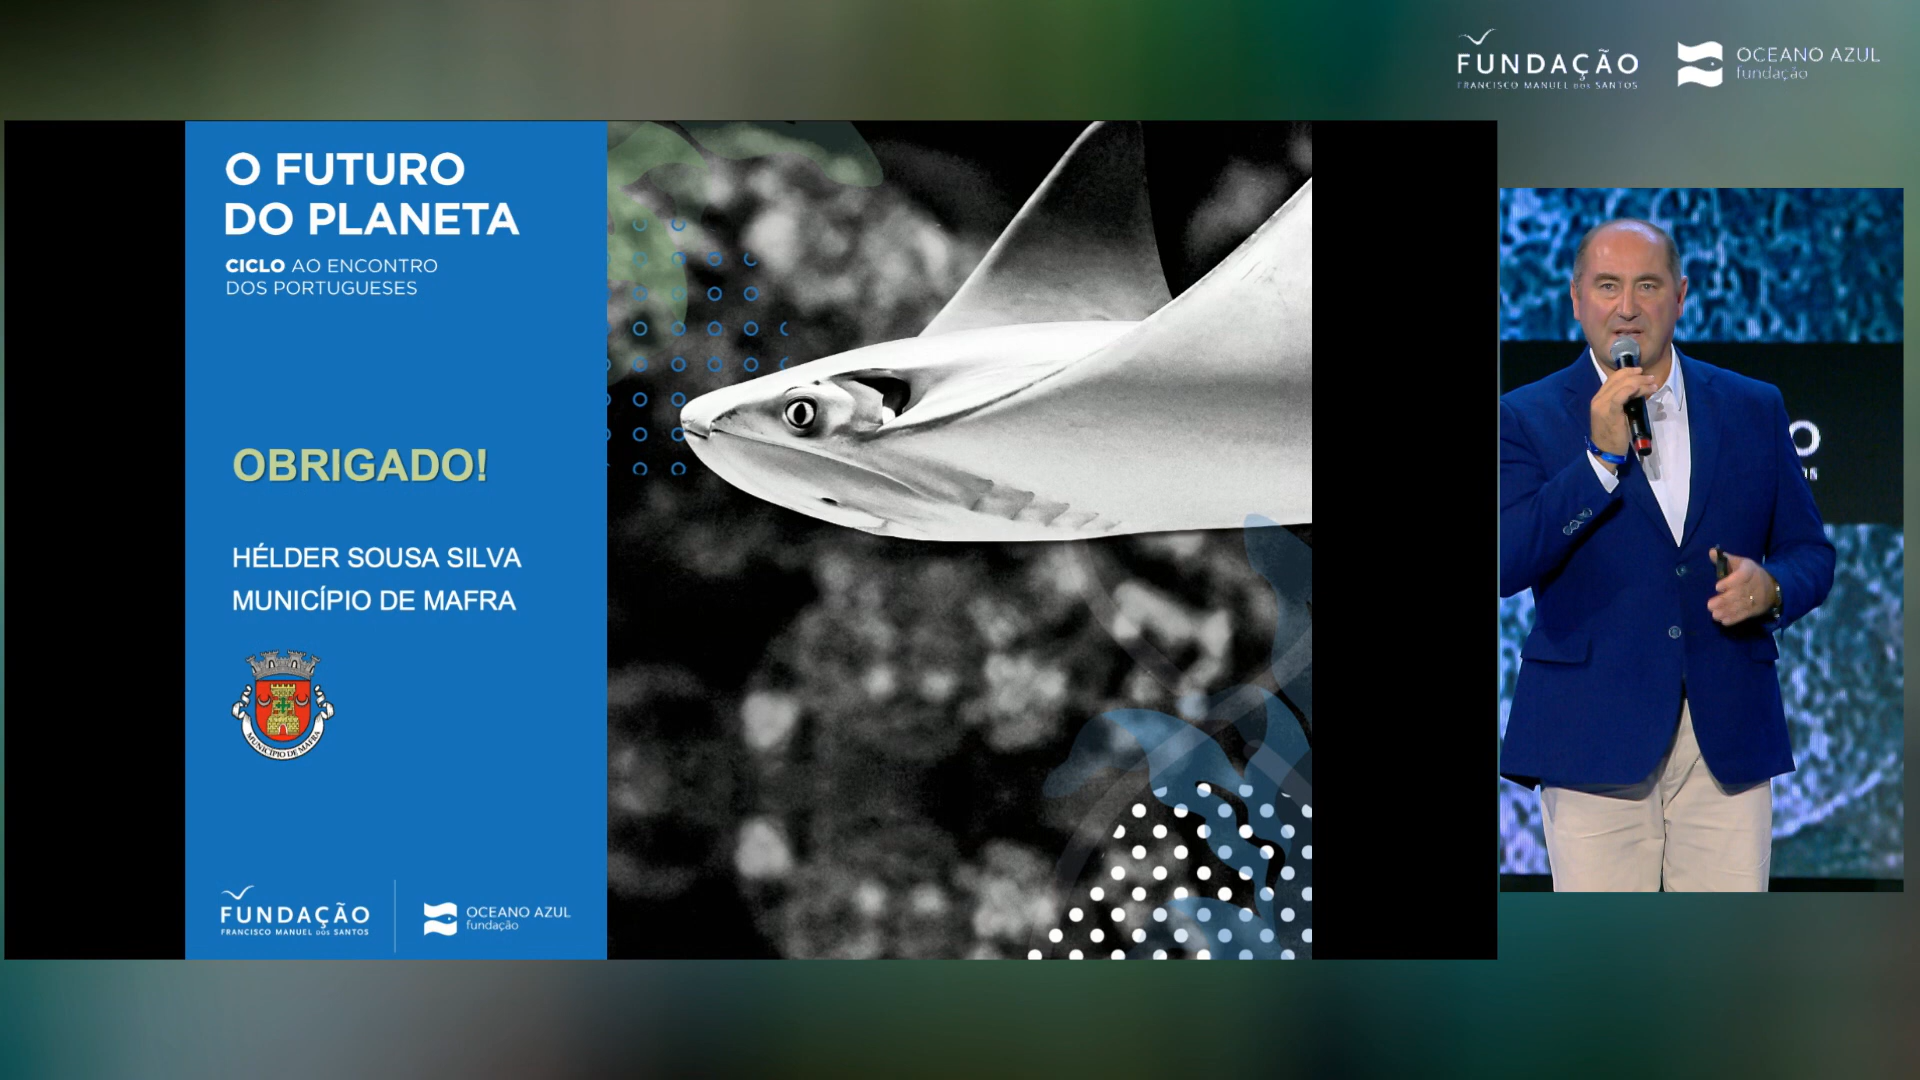 FUNDAÇÃO
FRANCISCO MANUEL DOS SANTOS
OCEANO AZUL
fundação
O FUTURO
DO PLANETA
CICLO AO ENCONTRO
DOS PORTUGUESES
OBRIGADO!
HÉLDER SOUSA SILVA
MUNICÍPIO DE MAFRA
MUNICÍPIO DE MAFRA
FUNDAÇÃO
FRANCISCO MANUEL DOS SANTOS
OCEANO AZUL
fundação